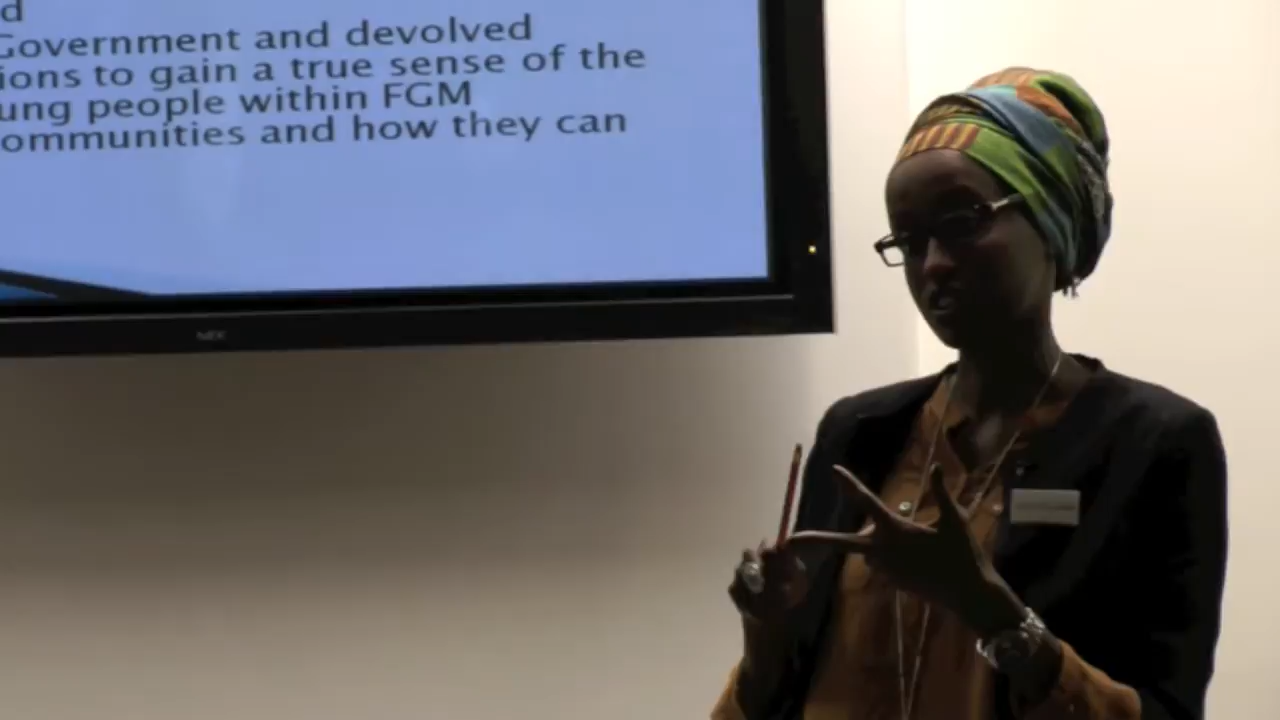 d
Government and devolved
ions to gain a true sense of the
ung people within FGM
ommunities and how they can
NEC